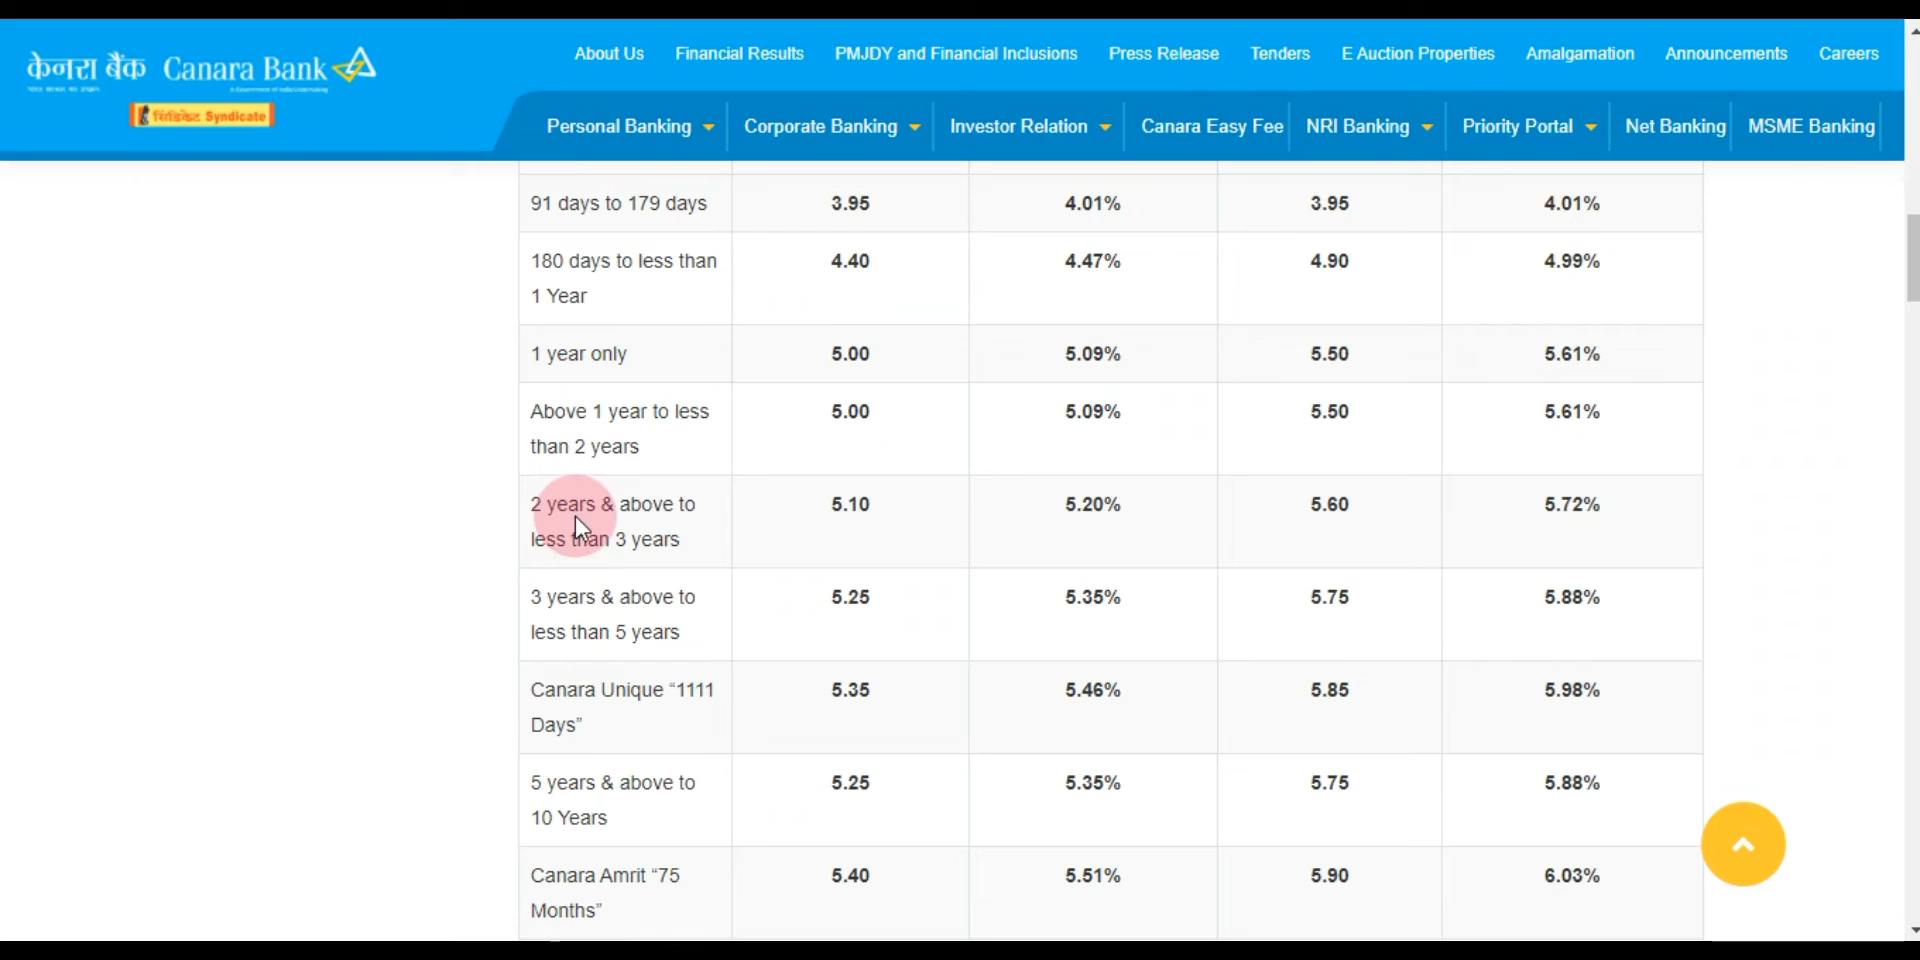 केनरा बैंक Canara Bank
सिंडिकेट Syndicate
About Us Financial Results PMJDY and Financial Inclusions Press Release Tenders E Auction Properties Amalgamation Announcements Careers
Personal Banking Corporate Banking Investor Relation Canara Easy Fee NRI Banking Priority Portal Net Banking MSME Banking
91 days to 179 days 3.95 4.01% 3.95 4.01%
180 days to less than 4.40 4.47% 4.90 4.99%
1 Year
1 year only 5.00 5.09% 5.50 5.61%
Above 1 year to less 5.00 5.09% 5.50 5.61%
than 2 years
2 years & above to 5.10 5.20% 5.60 5.72%
less than 3 years
3 years & above to 5.25 5.35% 5.75 5.88%
less than 5 years
Canara Unique “1111 5.35 5.46% 5.85 5.98%
Days”
5 years & above to 5.25 5.35% 5.75 5.88%
10 Years
Canara Amrit “75 5.40 5.51% 5.90 6.03%
Months”